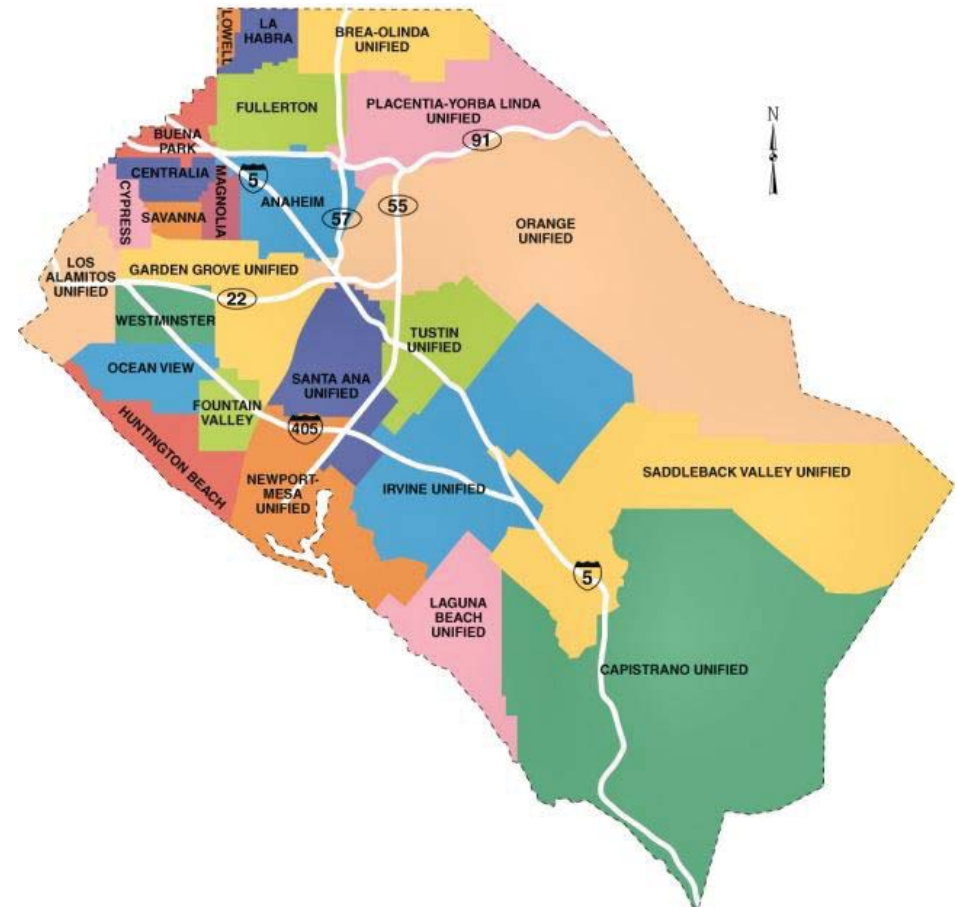 LOWELL
LA
HABRA
BREA-OLINDA
UNIFIED
FULLERTON
PLACENTIA-YORBA LINDA
UNIFIED
N
91
BUENA
PARK
CENTRALIA
MAGNOLIA
5
ANAHEIM
CYPRESS
SAVANNA
57
55
ORANGE
UNIFIED
LOS
ALAMITOS
UNIFIED
GARDEN GROVE UNIFIED
22
WESTMINSTER
TUSTIN
UNIFIED
OCEAN VIEW
SANTA ANA
UNIFIED
FOUNTAIN
VALLEY
405
HUNTINGTON BEACH
NEWPORT-
MESA
UNIFIED
IRVINE UNIFIED
SADDLEBACK VALLEY UNIFIED
5
LAGUNA
BEACH
UNIFIED
CAPISTRANO UNIFIED